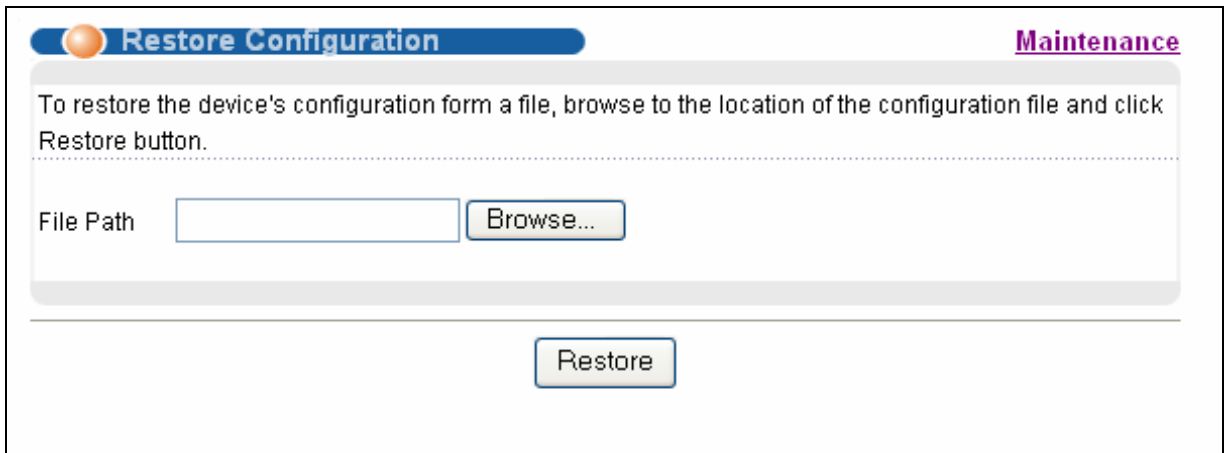 Restore Configuration
Maintenance
To restore the device's configuration form a file, browse to the location of the configuration file and click
Restore button.
File Path
Browse...
Restore